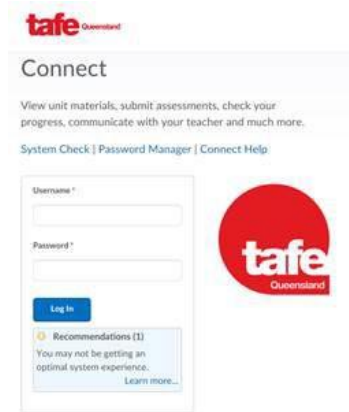 tafe Queensland
Connect
View unit materials, submit assessments, check your
progress, communicate with your teacher and much more.
System Check | Password Manager | Connect Help
Username *
Password *
Log In
Recommendations (1)
You may not be getting an
optimal system experience.
Learn more...
tafe
Queensland